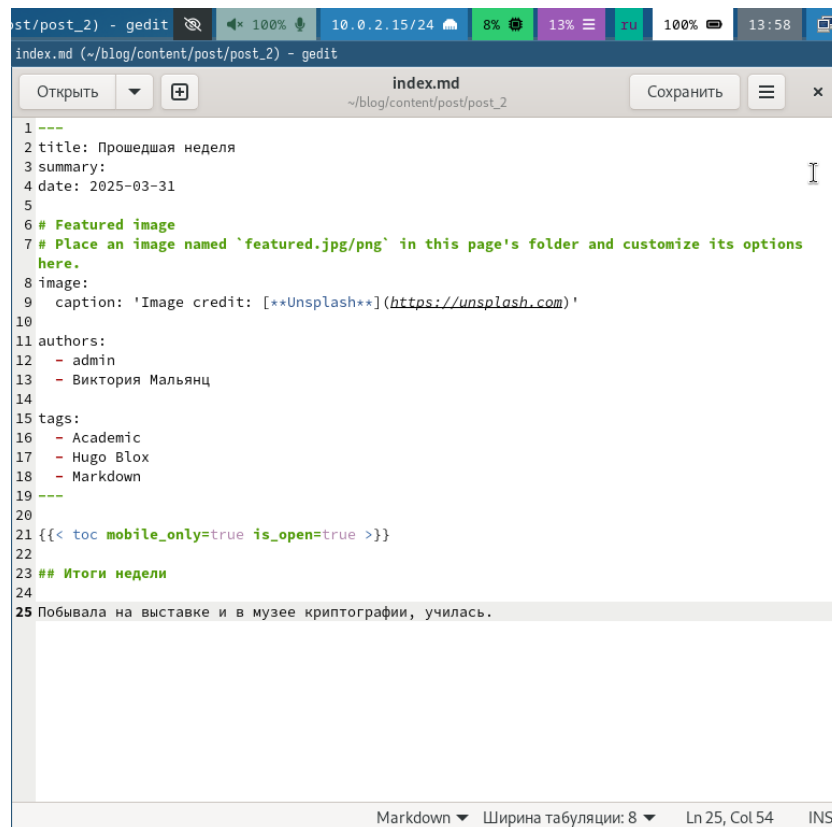 ost/post_2) - gedit 100% 10.0.2.15/24 8% 13% ru 100% 13:58
index.md (~/blog/content/post/post_2) - gedit
Открыть index.md Сохранить
~/blog/content/post/post_2
1 ---
2 title: Прошедшая неделя
3 summary:
4 date: 2025-03-31
5
6 # Featured image
7 # Place an image named `featured.jpg/png` in this page's folder and customize its options
here.
8 image:
9   caption: 'Image credit: [**Unsplash**](https://unsplash.com)'
10
11 authors:
12   - admin
13   - Виктория Мальянц
14
15 tags:
16   - Academic
17   - Hugo Blox
18   - Markdown
19 ---
20
21 {{< toc mobile_only=true is_open=true >}}
22
23 ## Итоги недели
24
25 Побывала на выставке и в музее криптографии, училась.
Markdown Ширина табуляции: 8 Ln 25, Col 54 INS